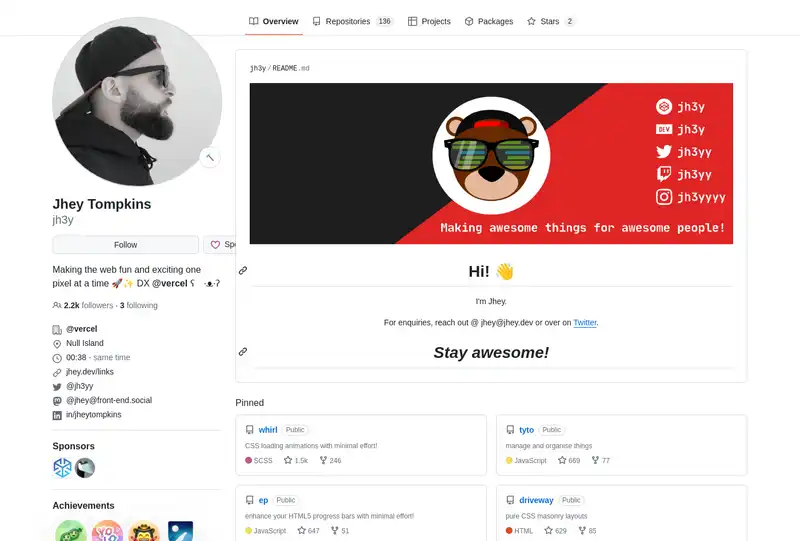 Overview
Repositories 136
Projects
Packages
Stars 2
Jhey Tompkins
jh3y
Follow
Making the web fun and exciting one
pixel at a time 🚀✨ DX @vercel ʕ ·ᴥ·ʔ
2.2k followers · 3 following
@vercel
Null Island
00:38 - same time
jhey.dev/links
@jh3yy
@jhey@front-end.social
in/jheytompkins
Sponsors
Achievements
jh3y/README.md
jh3y
DEV jh3y
jh3yy
jh3yy
jh3yyyy
Making awesome things for awesome people!
Hi! 👋
I'm Jhey.
For enquiries, reach out @ jhey@jhey.dev or over on Twitter.
Stay awesome!
Pinned
whirl Public
CSS loading animations with minimal effort!
SCSS 1.5k 246
tyto Public
manage and organise things
JavaScript 669 77
ep Public
enhance your HTML5 progress bars with minimal effort!
JavaScript 647 51
driveway Public
pure CSS masonry layouts
HTML 629 85